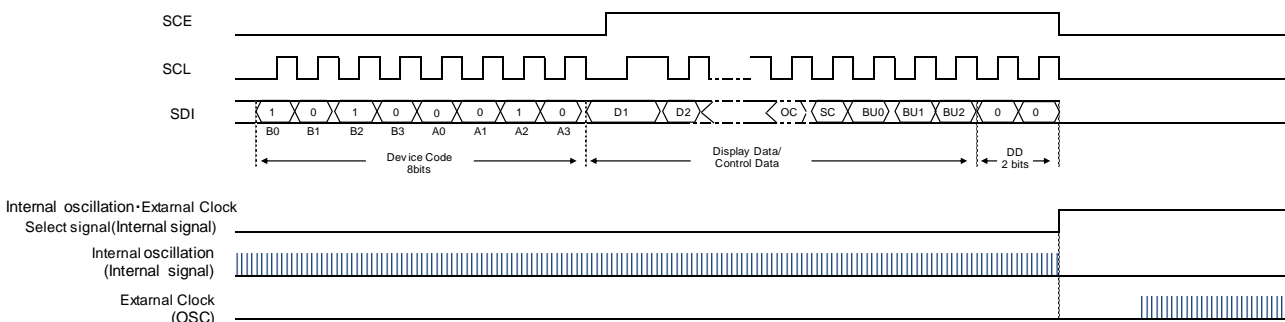 SCE
SCL
SDI
1 0 1 0 0 0 1 0 D1 D2 OC SC BU0 BU1 BU2 0 0
B0 B1 B2 B3 A0 A1 A2 A3
Device Code
8bits
Display Data/
Control Data
DD
2 bits
Internal oscillation・Extarnal Clock
Select signal(Internal signal)
Internal oscillation
(Internal signal)
Extarnal Clock
(OSC)